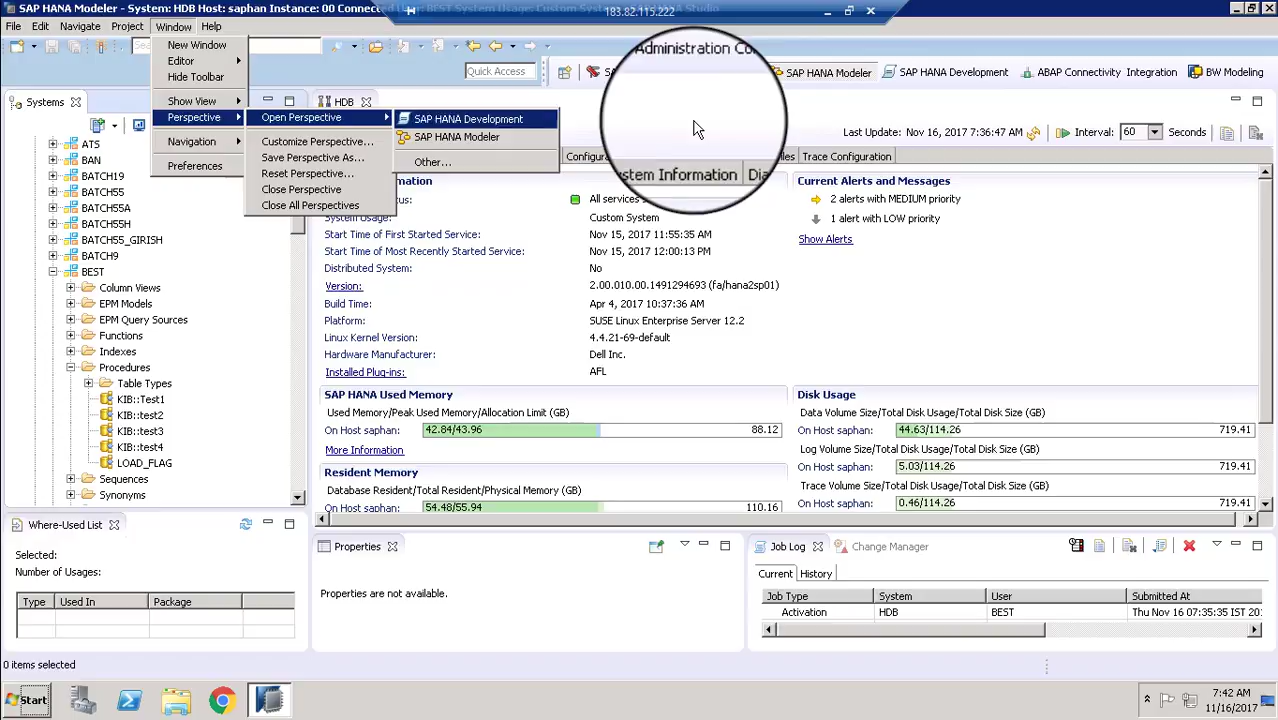 SAP HANA Modeler - System: HDB Host: saphan Instance: 00 Connected
183.82.115.222
File Edit Navigate Project Window Run Help
Quick Access
SAP HANA Modeler
SAP HANA Development
ABAP Connectivity Integration
BW Modeling
Administration Co
New Window
Editor
Hide Toolbar
Show View
Perspective
Navigation
Preferences
Open Perspective
Customize Perspective...
Save Perspective As...
Reset Perspective...
Close Perspective
Close All Perspectives
SAP HANA Development
SAP HANA Modeler
Other...
Systems
ATS
BAN
BATCH19
BATCH55
BATCH55A
BATCH55H
BATCH55_GIRISH
BATCH9
BEST
Column Views
EPM Models
EPM Query Sources
Functions
Indexes
Procedures
Table Types
KIB::Test1
KIB::test2
KIB::test3
KIB::test4
LOAD_FLAG
Sequences
Synonyms
HDB
Last Update: Nov 16, 2017 7:36:47 AM
Interval: 60 Seconds
stem Information
Dia
Trace Configuration
All services
System Usage: Custom System
Start Time of First Started Service: Nov 15, 2017 11:55:35 AM
Start Time of Most Recently Started Service: Nov 15, 2017 12:00:13 PM
Distributed System: No
Version: 2.00.010.00.1491294693 (fa/hana2sp01)
Build Time: Apr 4, 2017 10:37:36 AM
Platform: SUSE Linux Enterprise Server 12.2
Linux Kernel Version: 4.4.21-69-default
Hardware Manufacturer: Dell Inc.
Installed Plug-ins: AFL
Current Alerts and Messages
2 alerts with MEDIUM priority
1 alert with LOW priority
Show Alerts
SAP HANA Used Memory
Used Memory/Peak Used Memory/Allocation Limit (GB)
On Host saphan: 42.84/43.96 88.12
More Information
Resident Memory
Database Resident/Total Resident/Physical Memory (GB)
On Host saphan: 54.48/55.94 110.16
Disk Usage
Data Volume Size/Total Disk Usage/Total Disk Size (GB)
On Host saphan: 44.63/114.26 719.41
Log Volume Size/Total Disk Usage/Total Disk Size (GB)
On Host saphan: 5.03/114.26 719.41
Trace Volume Size/Total Disk Usage/Total Disk Size (GB)
On Host saphan: 0.46/114.26 719.41
Where-Used List
Selected:
Number of Usages:
Type Used In Package
Properties
Properties are not available.
Job Log
Change Manager
Current History
Job Type System User Submitted At
Activation HDB BEST Thu Nov 16 07:35:35 IST 201
0 items selected
Start
7:42 AM
11/16/2017